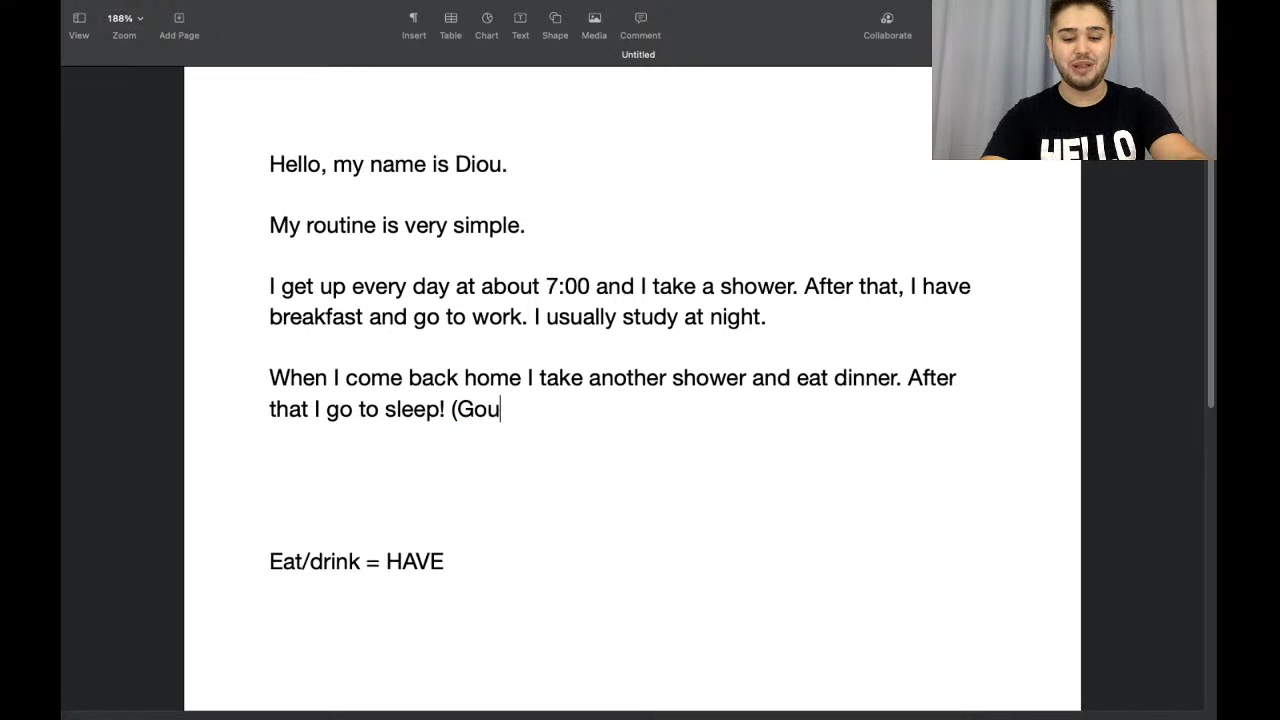 188%
View
Zoom
Add Page
Insert
Table
Chart
Text
Shape
Media
Comment
Collaborate
Untitled
HELLO
Hello, my name is Diou.
My routine is very simple.
I get up every day at about 7:00 and I take a shower. After that, I have
breakfast and go to work. I usually study at night.
When I come back home I take another shower and eat dinner. After
that I go to sleep! (Gou
Eat/drink = HAVE